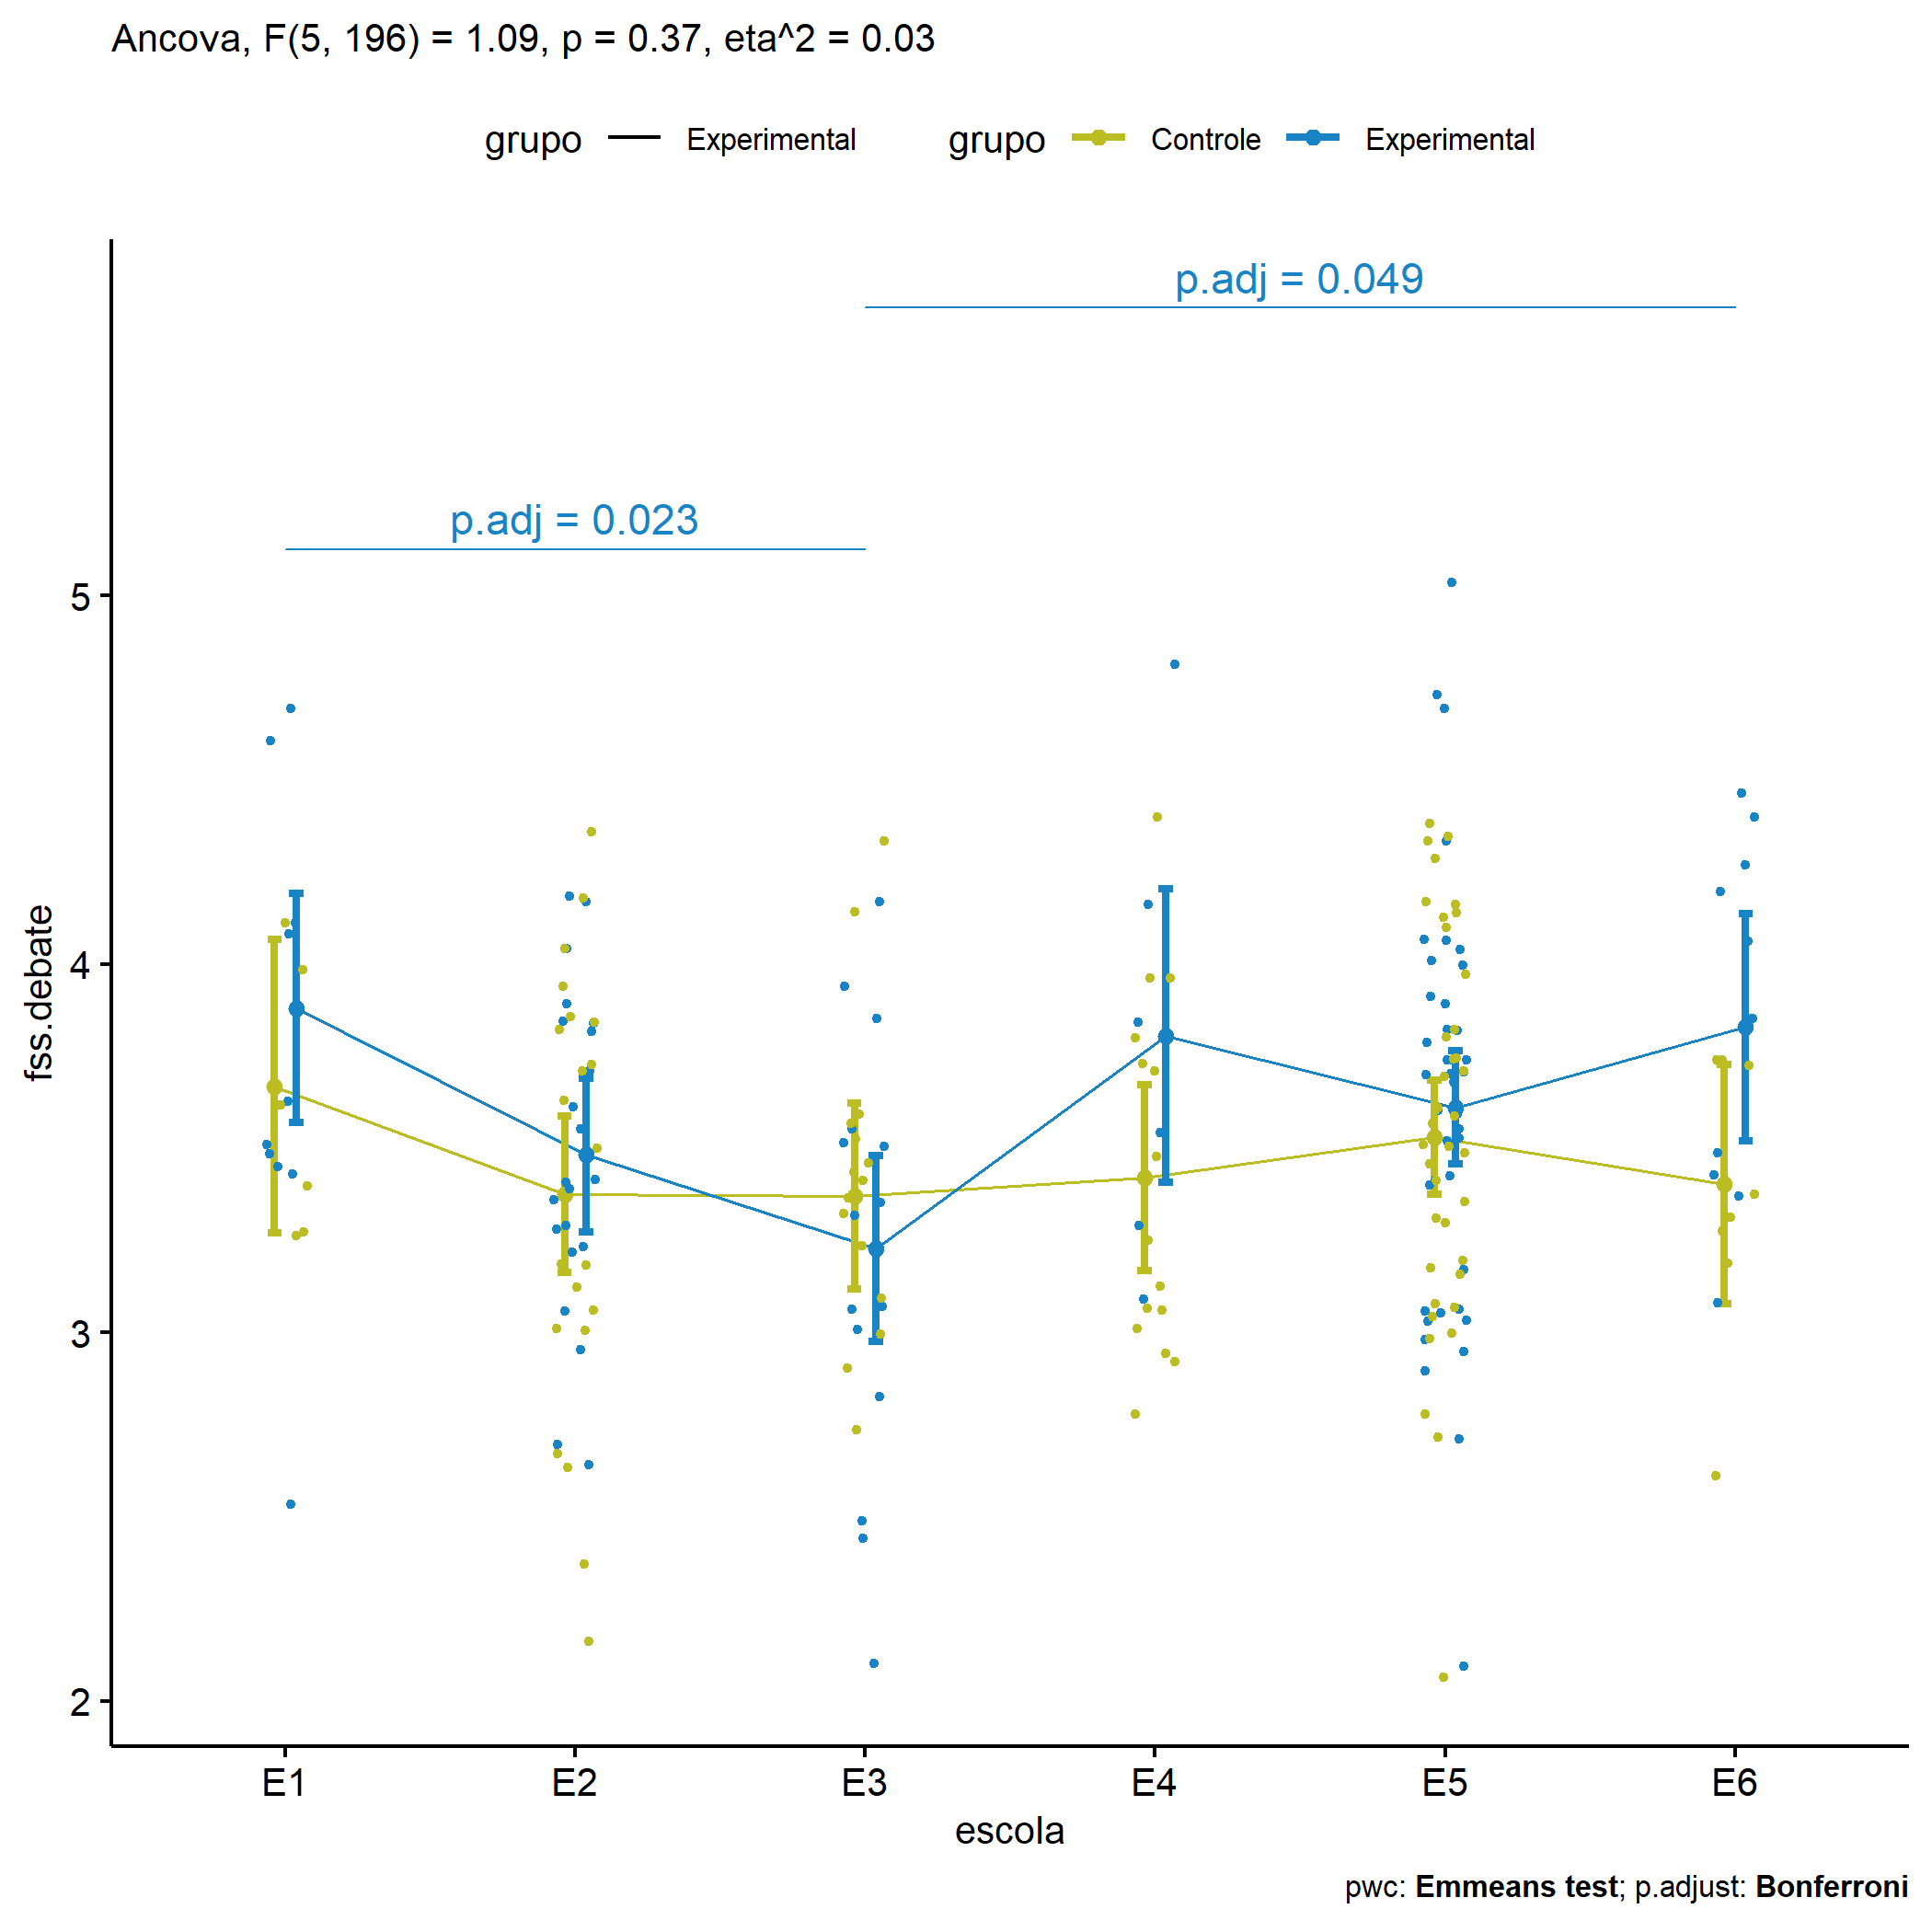 Ancova, F(5, 196) = 1.09, p = 0.37, eta^2 = 0.03
grupo Experimental grupo Controle Experimental
p.adj = 0.049
p.adj = 0.023
5
4
3
2
fss.debate
E1 E2 E3 E4 E5 E6
escola
pwc: Emmeans test; p.adjust: Bonferroni